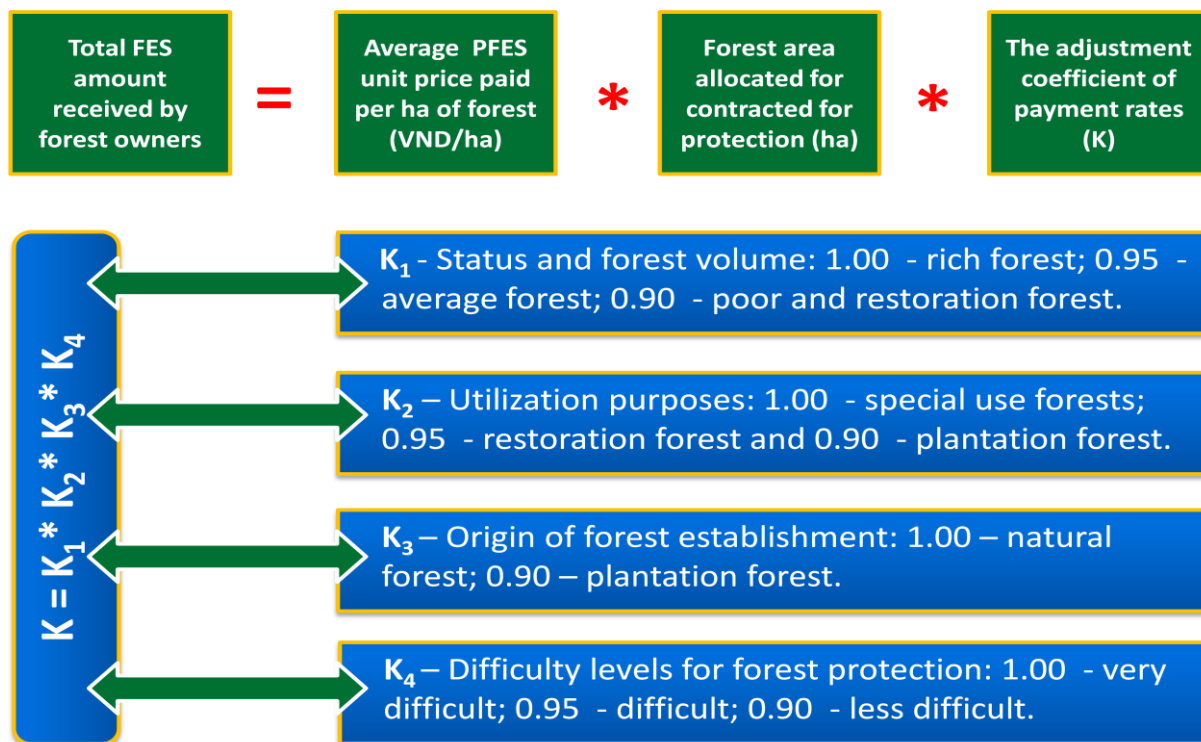 Total FES
amount
received by
forest owners
=
Average PFES
unit price paid
per ha of forest
(VND/ha)
*
Forest area
allocated for
contracted for
protection (ha)
*
The adjustment
coefficient of
payment rates
(K)
K = K₁* K₂* K₃* K₄
K₁ - Status and forest volume: 1.00 - rich forest; 0.95 -
average forest; 0.90 - poor and restoration forest.
K₂ – Utilization purposes: 1.00 - special use forests;
0.95 - restoration forest and 0.90 - plantation forest.
K₃ – Origin of forest establishment: 1.00 – natural
forest; 0.90 – plantation forest.
K₄ – Difficulty levels for forest protection: 1.00 - very
difficult; 0.95 - difficult; 0.90 - less difficult.